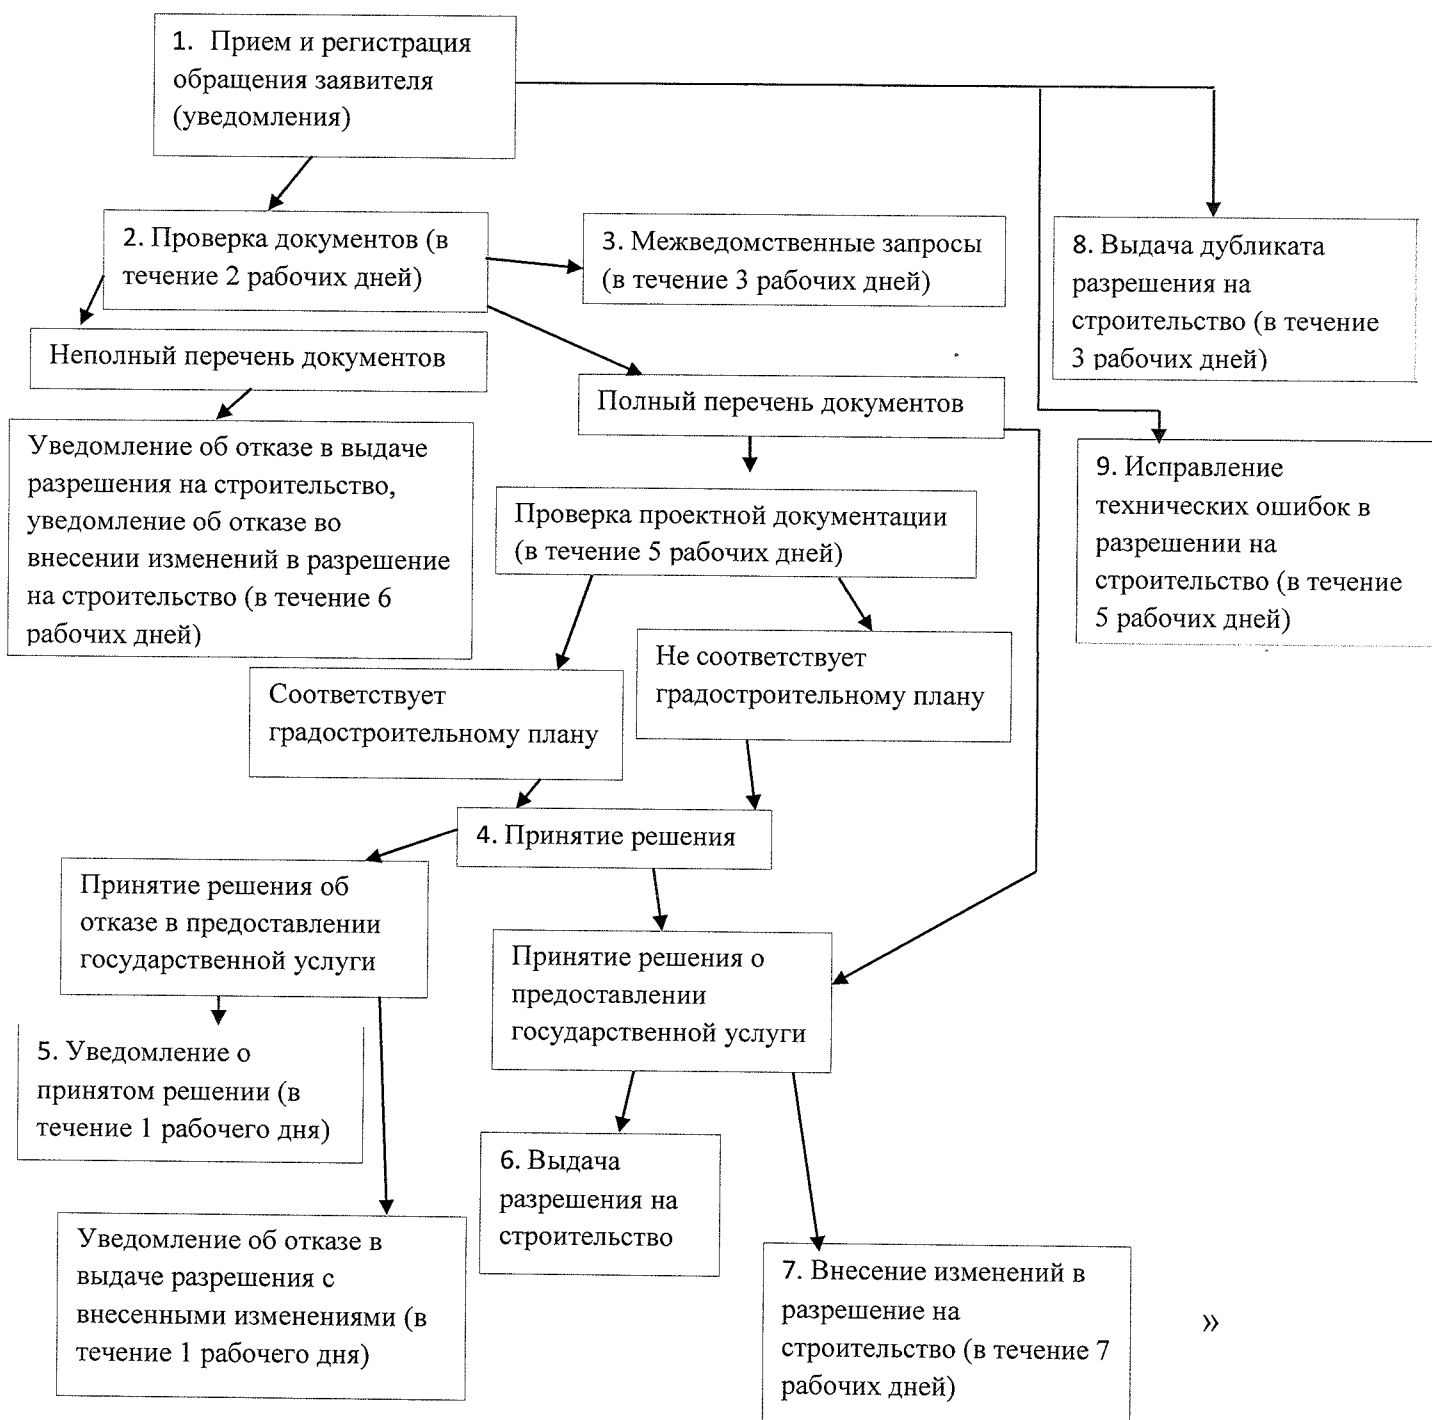 1. Прием и регистрация
обращения заявителя
(уведомления)
2. Проверка документов (в
течение 2 рабочих дней)
3. Межведомственные запросы
(в течение 3 рабочих дней)
8. Выдача дубликата
разрешения на
строительство (в течение
3 рабочих дней)
Неполный перечень документов
Полный перечень документов
Уведомление об отказе в выдаче
разрешения на строительство,
уведомление об отказе во
внесении изменений в разрешение
на строительство (в течение 6
рабочих дней)
Проверка проектной документации
(в течение 5 рабочих дней)
9. Исправление
технических ошибок в
разрешении на
строительство (в течение
5 рабочих дней)
Не соответствует
градостроительному плану
Соответствует
градостроительному плану
4. Принятие решения
Принятие решения об
отказе в предоставлении
государственной услуги
Принятие решения о
предоставлении
государственной услуги
5. Уведомление о
принятом решении (в
течение 1 рабочего дня)
6. Выдача
разрешения на
строительство
Уведомление об отказе в
выдаче разрешения с
внесенными изменениями (в
течение 1 рабочего дня)
7. Внесение изменений в
разрешение на
строительство (в течение 7
рабочих дней)
»